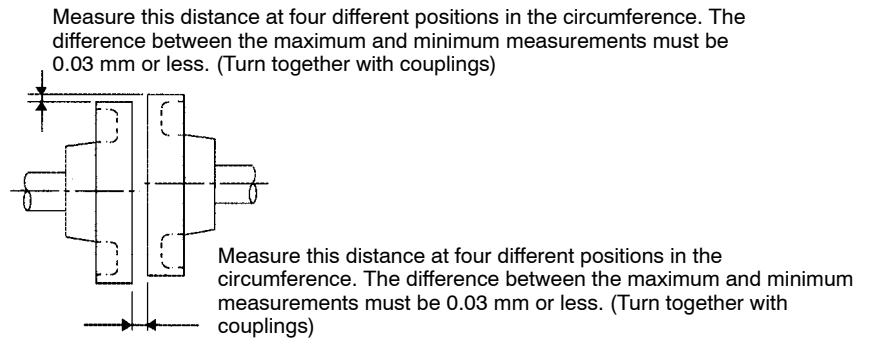 Measure this distance at four different positions in the circumference. The
difference between the maximum and minimum measurements must be
0.03 mm or less. (Turn together with couplings)
Measure this distance at four different positions in the
circumference. The difference between the maximum and minimum
measurements must be 0.03 mm or less. (Turn together with
couplings)